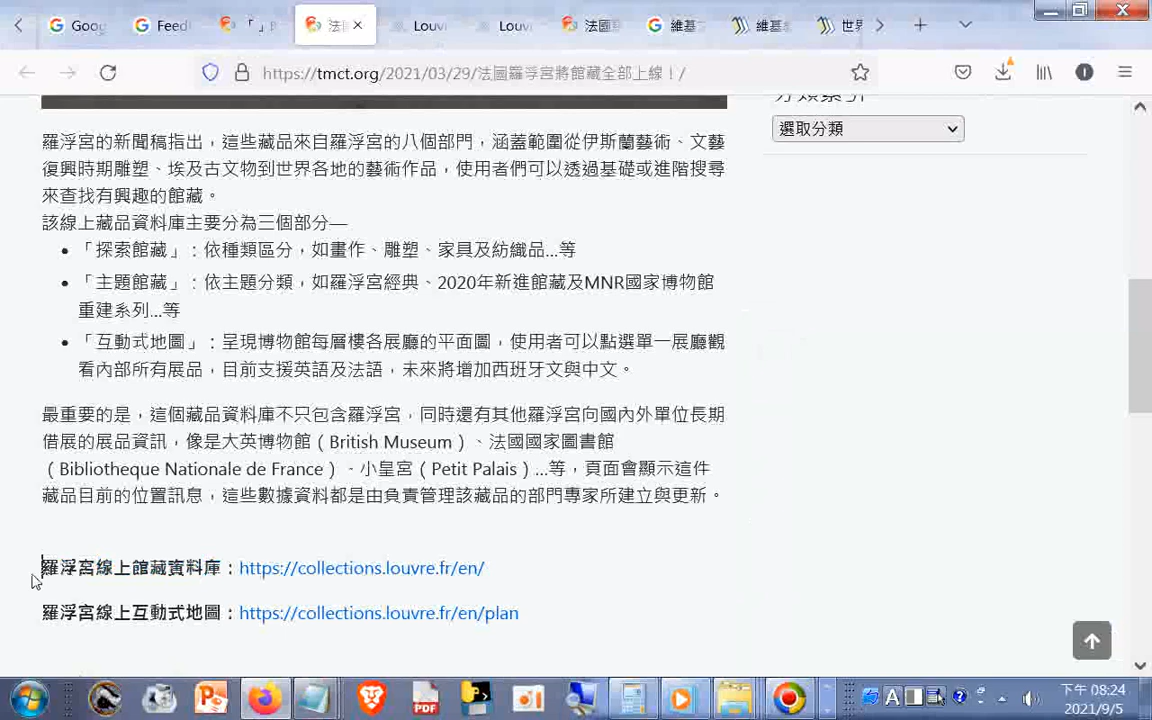 Goog
Feed
「」P
法國
Louvr
Louvr
法國
維基
維基
世界
https://tmct.org/2021/03/29/法國羅浮宮將館藏全部上線！/
分類索引
選取分類
羅浮宮的新聞稿指出，這些藏品來自羅浮宮的八個部門，涵蓋範圍從伊斯蘭藝術、文藝
復興時期雕塑、埃及古文物到世界各地的藝術作品，使用者們可以透過基礎或進階搜尋
來查找有興趣的館藏。
該線上藏品資料庫主要分為三個部分—
• 「探索館藏」：依種類區分，如畫作、雕塑、家具及紡織品...等
• 「主題館藏」：依主題分類，如羅浮宮經典、2020年新進館藏及MNR國家博物館
重建系列...等
• 「互動式地圖」：呈現博物館每層樓各展廳的平面圖，使用者可以點選單一展廳觀
看內部所有展品，目前支援英語及法語，未來將增加西班牙文與中文。
最重要的是，這個藏品資料庫不只包含羅浮宮，同時還有其他羅浮宮向國內外單位長期
借展的展品資訊，像是大英博物館（British Museum）、法國國家圖書館
（Bibliotheque Nationale de France）、小皇宮（Petit Palais）...等，頁面會顯示這件
藏品目前的位置訊息，這些數據資料都是由負責管理該藏品的部門專家所建立與更新。
羅浮宮線上館藏資料庫：https://collections.louvre.fr/en/
羅浮宮線上互動式地圖：https://collections.louvre.fr/en/plan
PDF
A
下午 08:24
2021/9/5